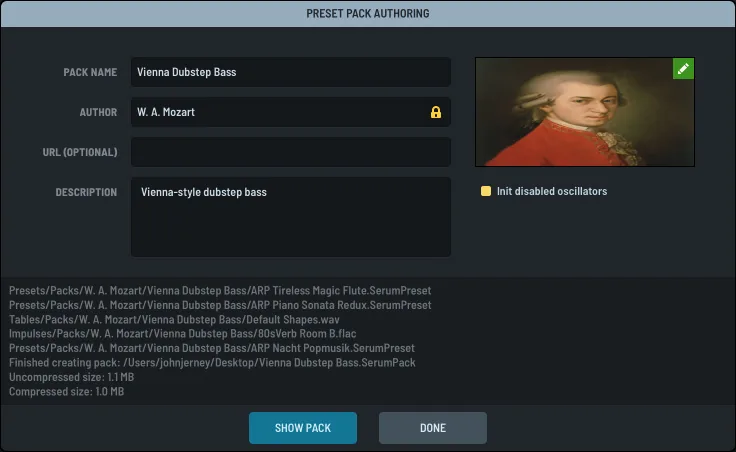 PRESET PACK AUTHORING
PACK NAME
Vienna Dubstep Bass
AUTHOR
W. A. Mozart
URL (OPTIONAL)
DESCRIPTION
Vienna-style dubstep bass
Init disabled oscillators
Presets/Packs/W. A. Mozart/Vienna Dubstep Bass/ARP Tireless Magic Flute.SerumPreset
Presets/Packs/W. A. Mozart/Vienna Dubstep Bass/ARP Piano Sonata Redux.SerumPreset
Tables/Packs/W. A. Mozart/Vienna Dubstep Bass/Default Shapes.wav
Impulses/Packs/W. A. Mozart/Vienna Dubstep Bass/80sVerb Room B.flac
Presets/Packs/W. A. Mozart/Vienna Dubstep Bass/ARP Nacht Popmusik.SerumPreset
Finished creating pack: /Users/johnjerney/Desktop/Vienna Dubstep Bass.SerumPack
Uncompressed size: 1.1 MB
Compressed size: 1.0 MB
SHOW PACK
DONE